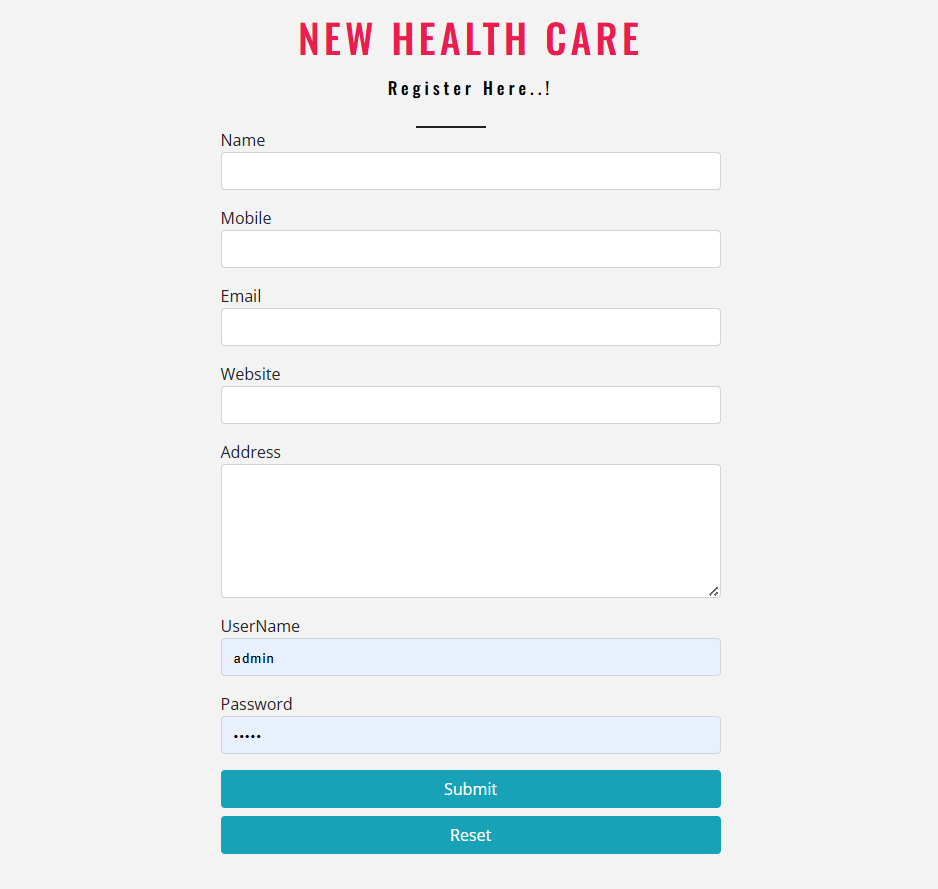 NEW HEALTH CARE
Register Here..!
Name
Mobile
Email
Website
Address
UserName
admin
Password
•••••
Submit
Reset